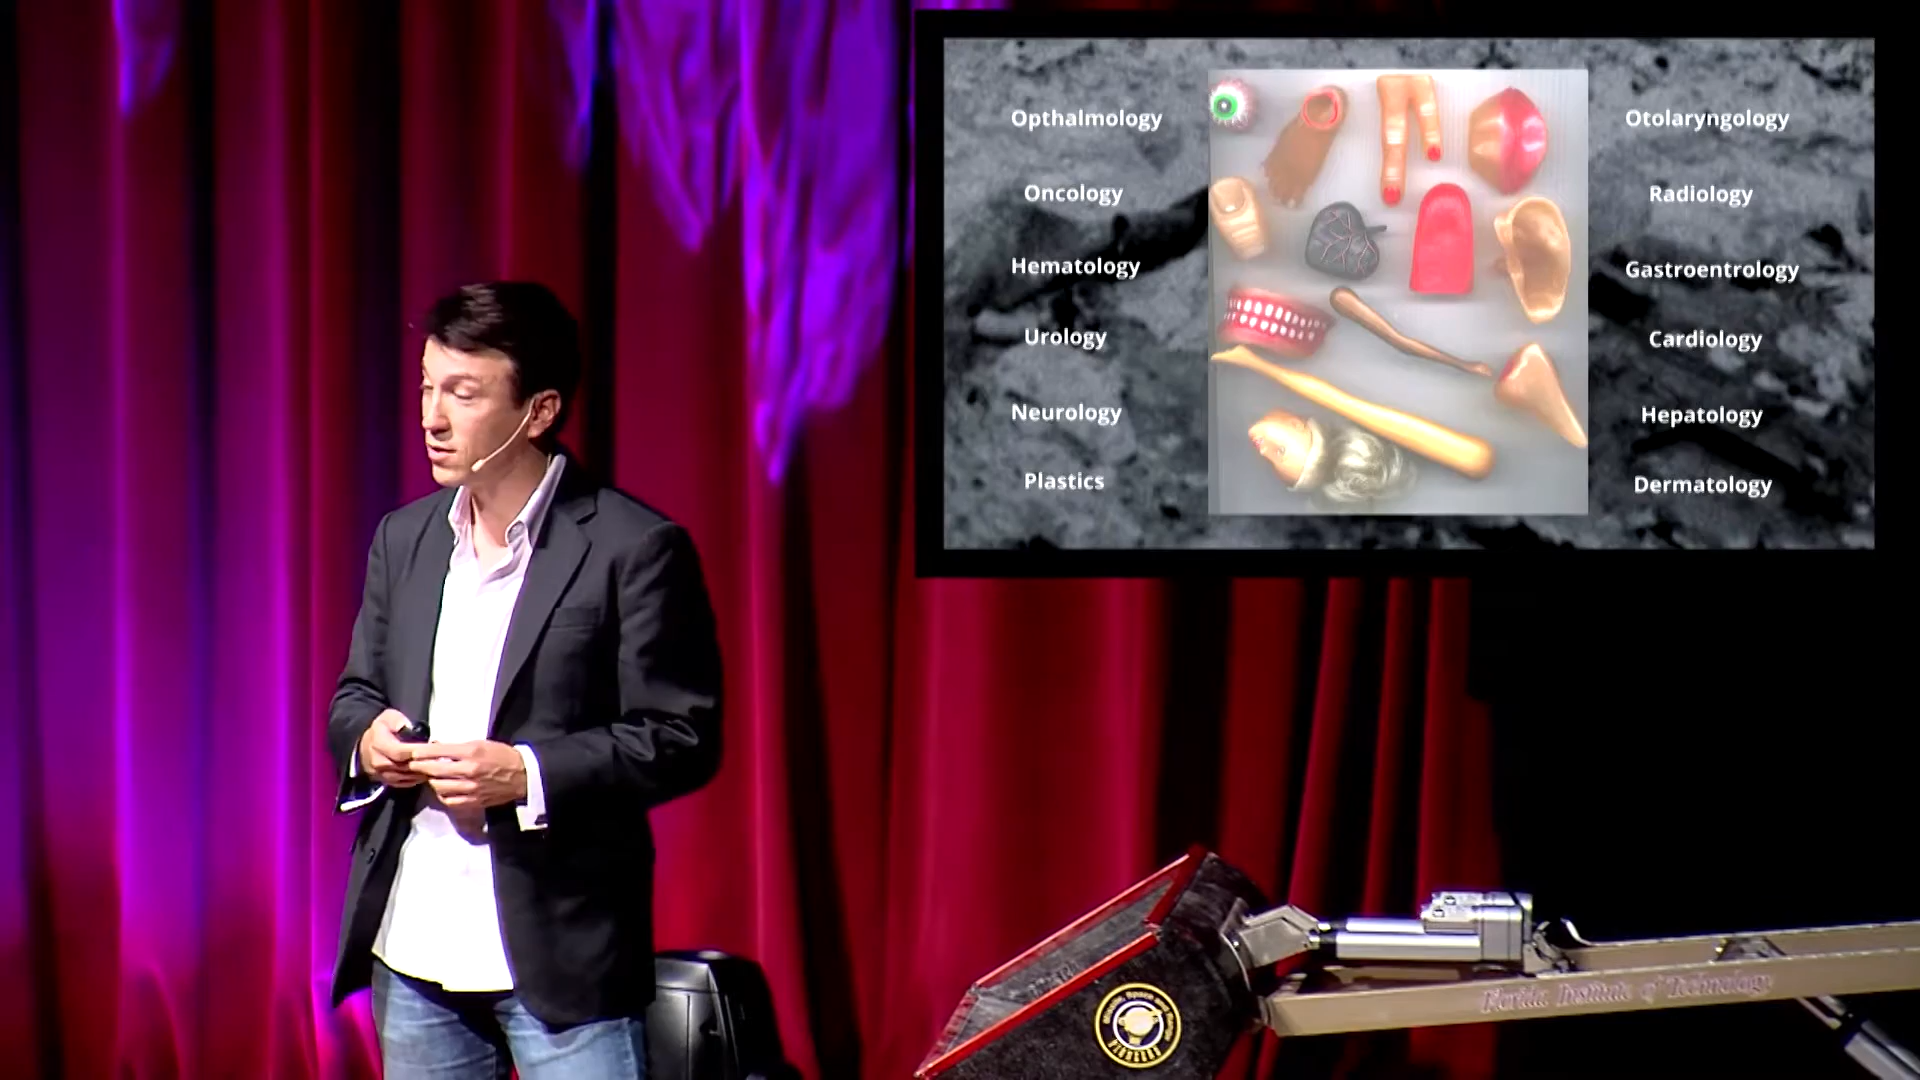 Opthalmology
Oncology
Hematology
Urology
Neurology
Plastics
Otolaryngology
Radiology
Gastroentrology
Cardiology
Hepatology
Dermatology
Florida Institute of Technology